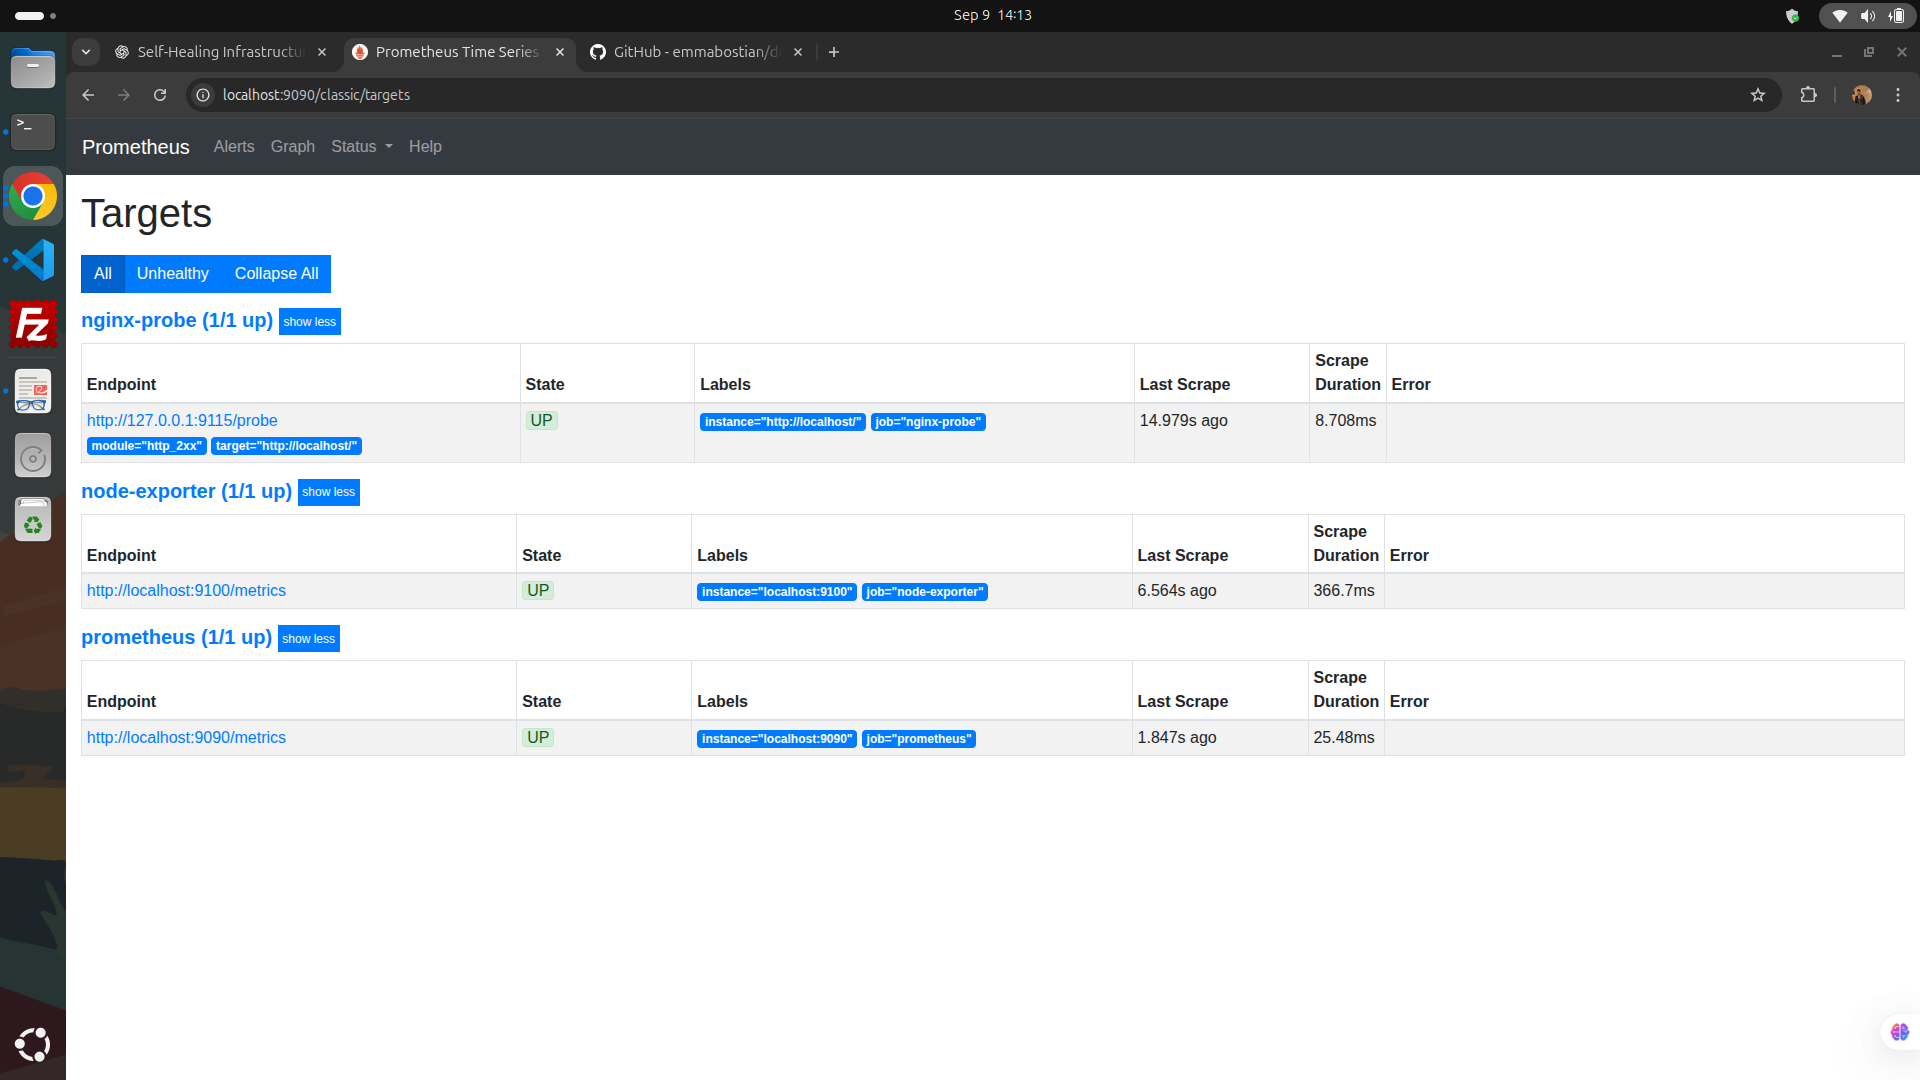 Sep 9 14:13
Self-Healing Infrastructu
Prometheus Time Series
GitHub - emmabostian/d
localhost:9090/classic/targets
Prometheus Alerts Graph Status Help
Targets
All Unhealthy Collapse All
nginx-probe (1/1 up) show less
Endpoint State Labels Last Scrape Scrape Duration Error
http://127.0.0.1:9115/probe UP instance="http://localhost/" job="nginx-probe" 14.979s ago 8.708ms
module="http_2xx" target="http://localhost/"
node-exporter (1/1 up) show less
Endpoint State Labels Last Scrape Scrape Duration Error
http://localhost:9100/metrics UP instance="localhost:9100" job="node-exporter" 6.564s ago 366.7ms
prometheus (1/1 up) show less
Endpoint State Labels Last Scrape Scrape Duration Error
http://localhost:9090/metrics UP instance="localhost:9090" job="prometheus" 1.847s ago 25.48ms